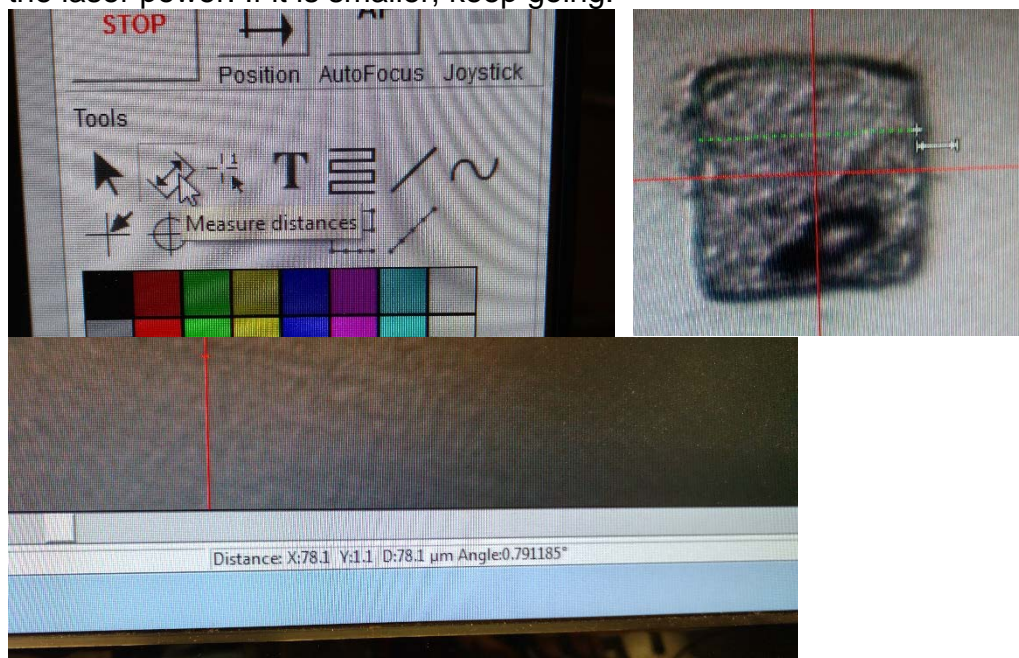 the laser power. If it is smaller, keep going.
STOP
Position AutoFocus Joystick
Tools
1
T
Measure distances
Distance: X:78.1 Y:1.1 D:78.1 µm Angle:0.791185°